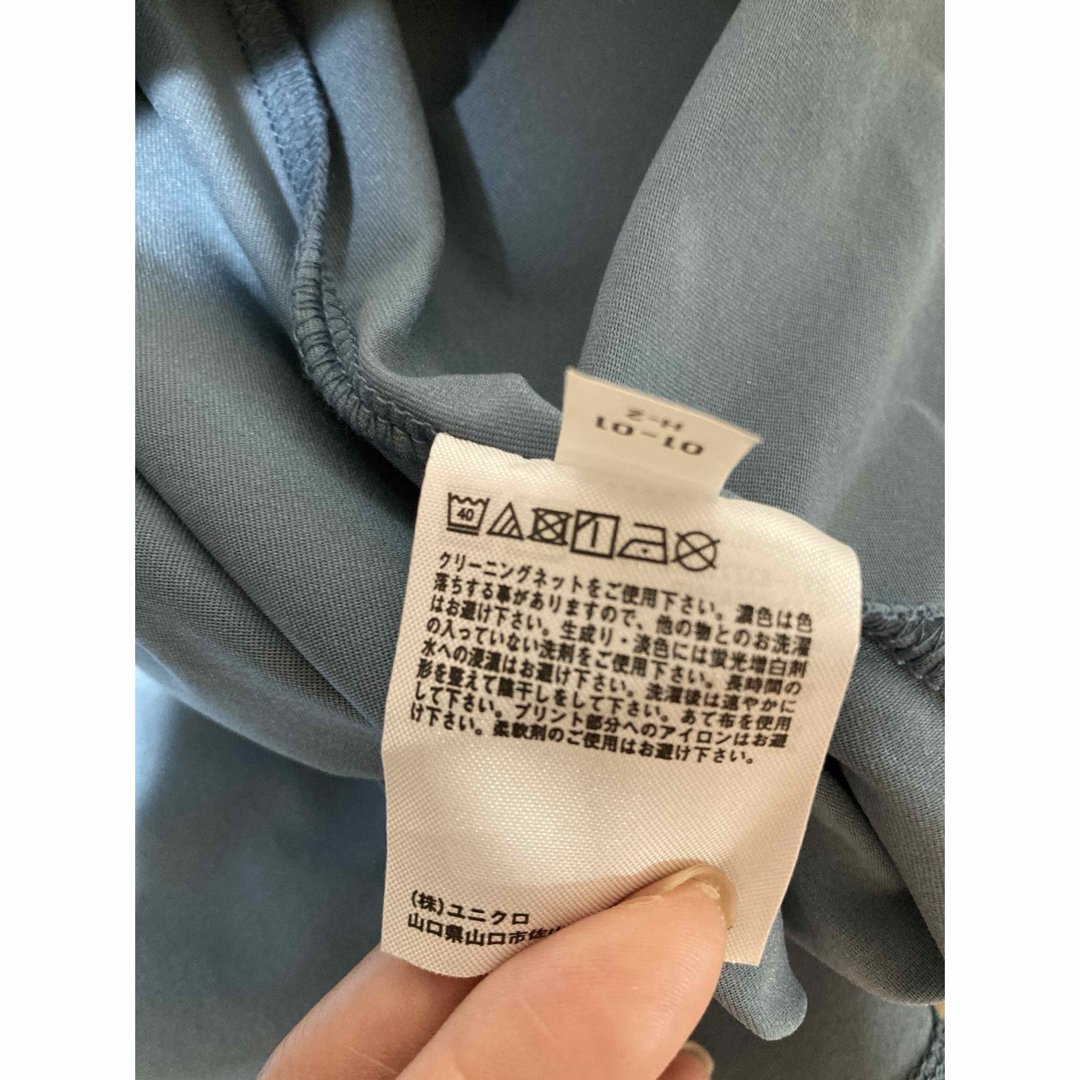 01-01
H-2
40
クリーニングネットをご使用下さい。濃色は色
落ちする事がありますので、他の物とのお洗濯
はお避け下さい。生成り・淡色には蛍光増白剤
の入っていない洗剤をご使用下さい。長時間の
水への浸漬はお避け下さい。洗濯後は速やかに
形を整えて陰干しをして下さい。あて布を使用
して下さい。プリント部分へのアイロンはお避
け下さい。柔軟剤のご使用はお避け下さい。
(株)ユニクロ
山口県山口市佐山